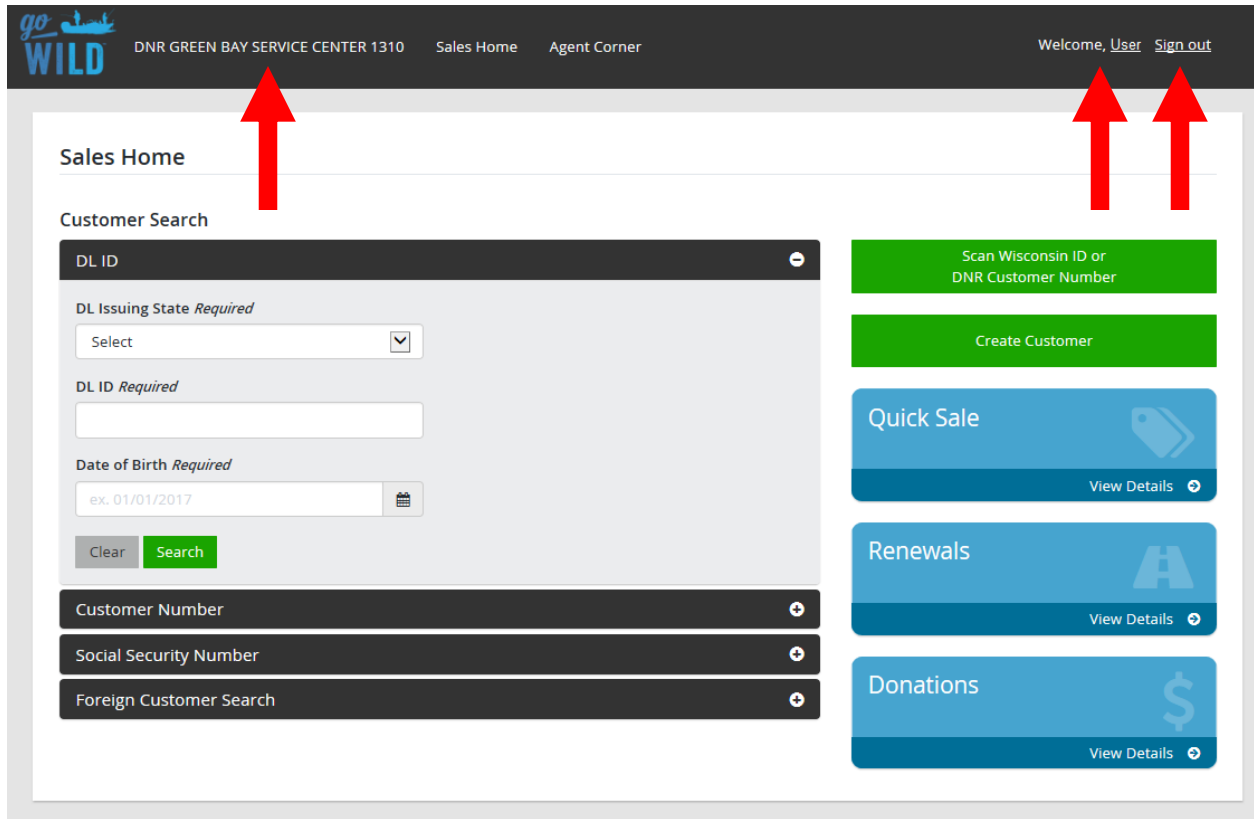 go
WILD
DNR GREEN BAY SERVICE CENTER 1310 Sales Home Agent Corner Welcome, User Sign out
Sales Home
Customer Search
DL ID
DL Issuing State Required
Select
DL ID Required
Date of Birth Required
ex. 01/01/2017
Clear Search
Customer Number
Social Security Number
Foreign Customer Search
Scan Wisconsin ID or
DNR Customer Number
Create Customer
Quick Sale
View Details
Renewals
View Details
Donations
$
View Details